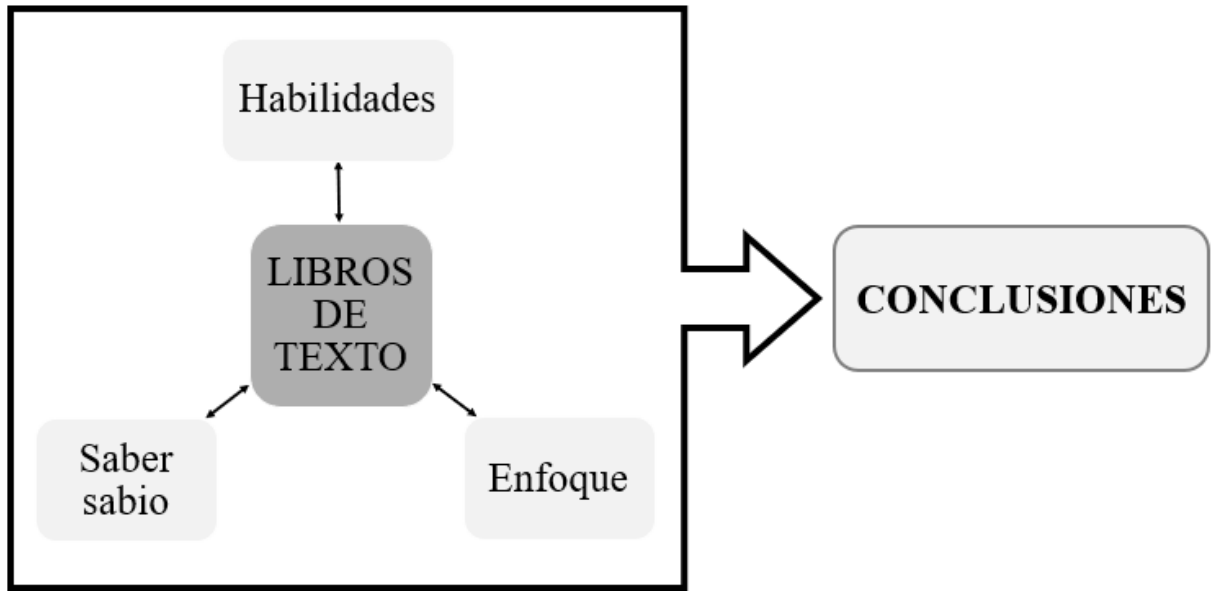 Habilidades
LIBROS
DE
TEXTO
CONCLUSIONES
Saber
sabio
Enfoque